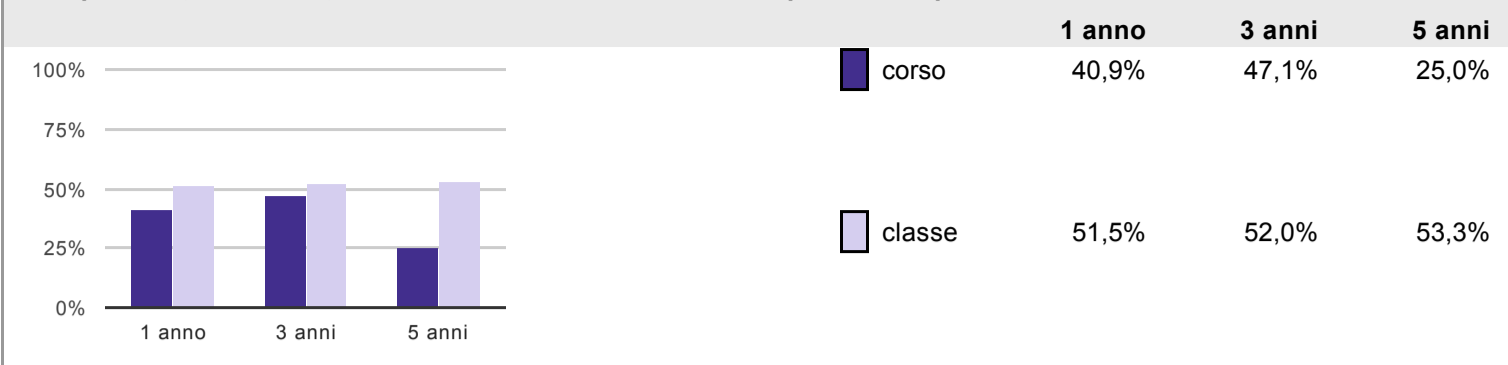 1 anno 3 anni 5 anni
100%
75%
50%
25%
0%
1 anno 3 anni 5 anni
corso 40,9% 47,1% 25,0%
classe 51,5% 52,0% 53,3%